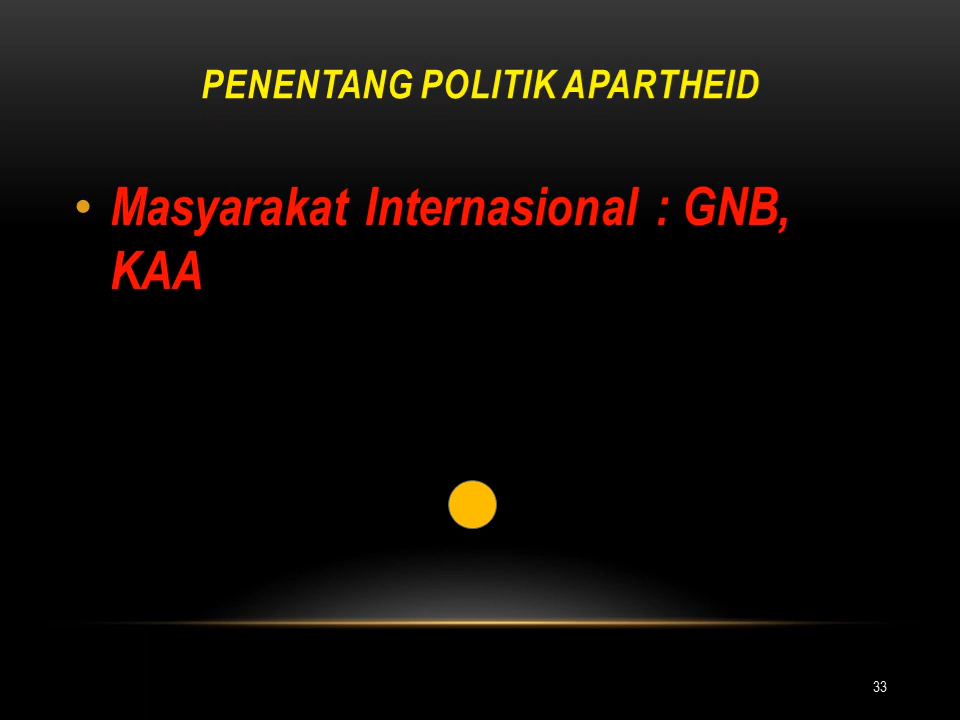 PENENTANG POLITIK APARTHEID
• Masyarakat Internasional : GNB,
KAA
33